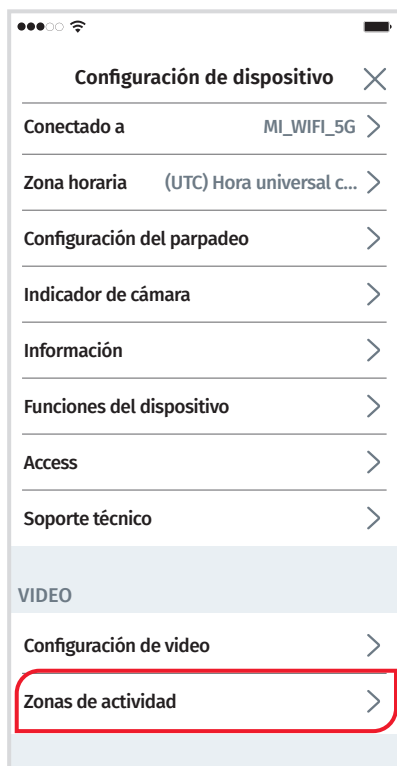 Configuración de dispositivo
Conectado a MI_WIFI_5G
Zona horaria (UTC) Hora universal c...
Configuración del parpadeo
Indicador de cámara
Información
Funciones del dispositivo
Access
Soporte técnico
VIDEO
Configuración de video
Zonas de actividad